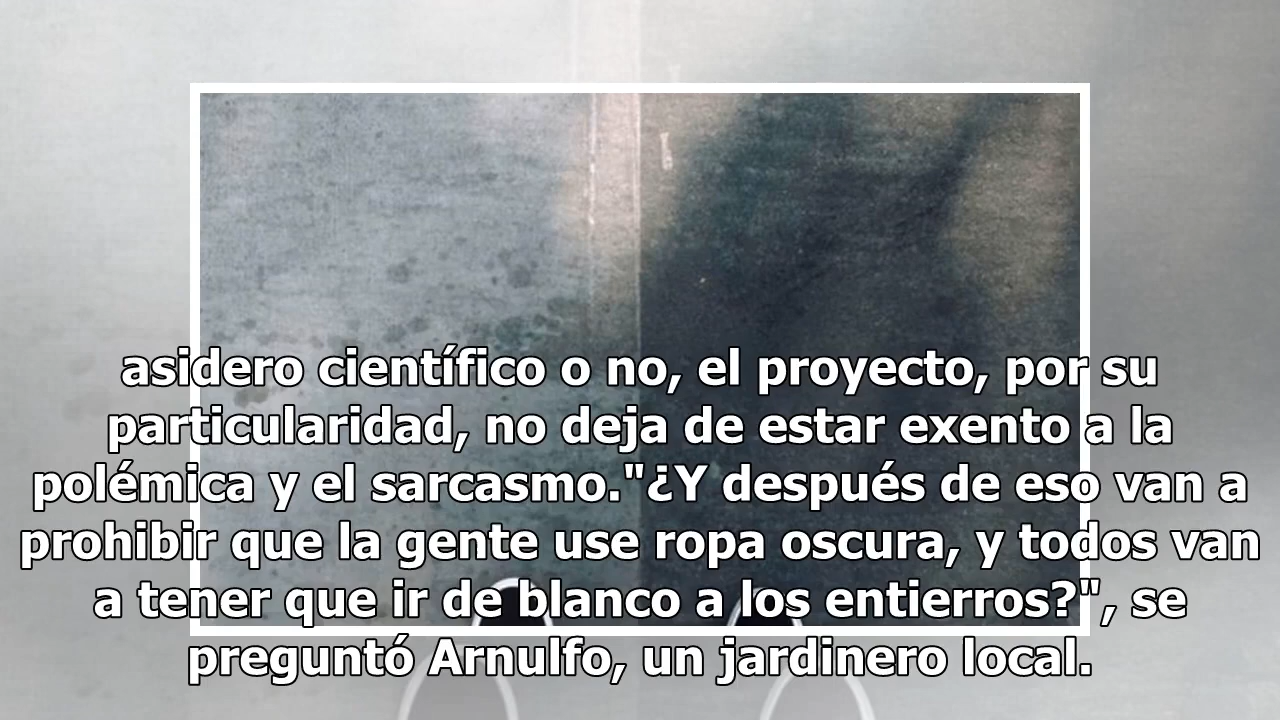 asidero científico o no, el proyecto, por su
particularidad, no deja de estar exento a la
polémica y el sarcasmo."¿Y después de eso van a
prohibir que la gente use ropa oscura, y todos van
a tener que ir de blanco a los entierros?", se
preguntó Arnulfo, un jardinero local.